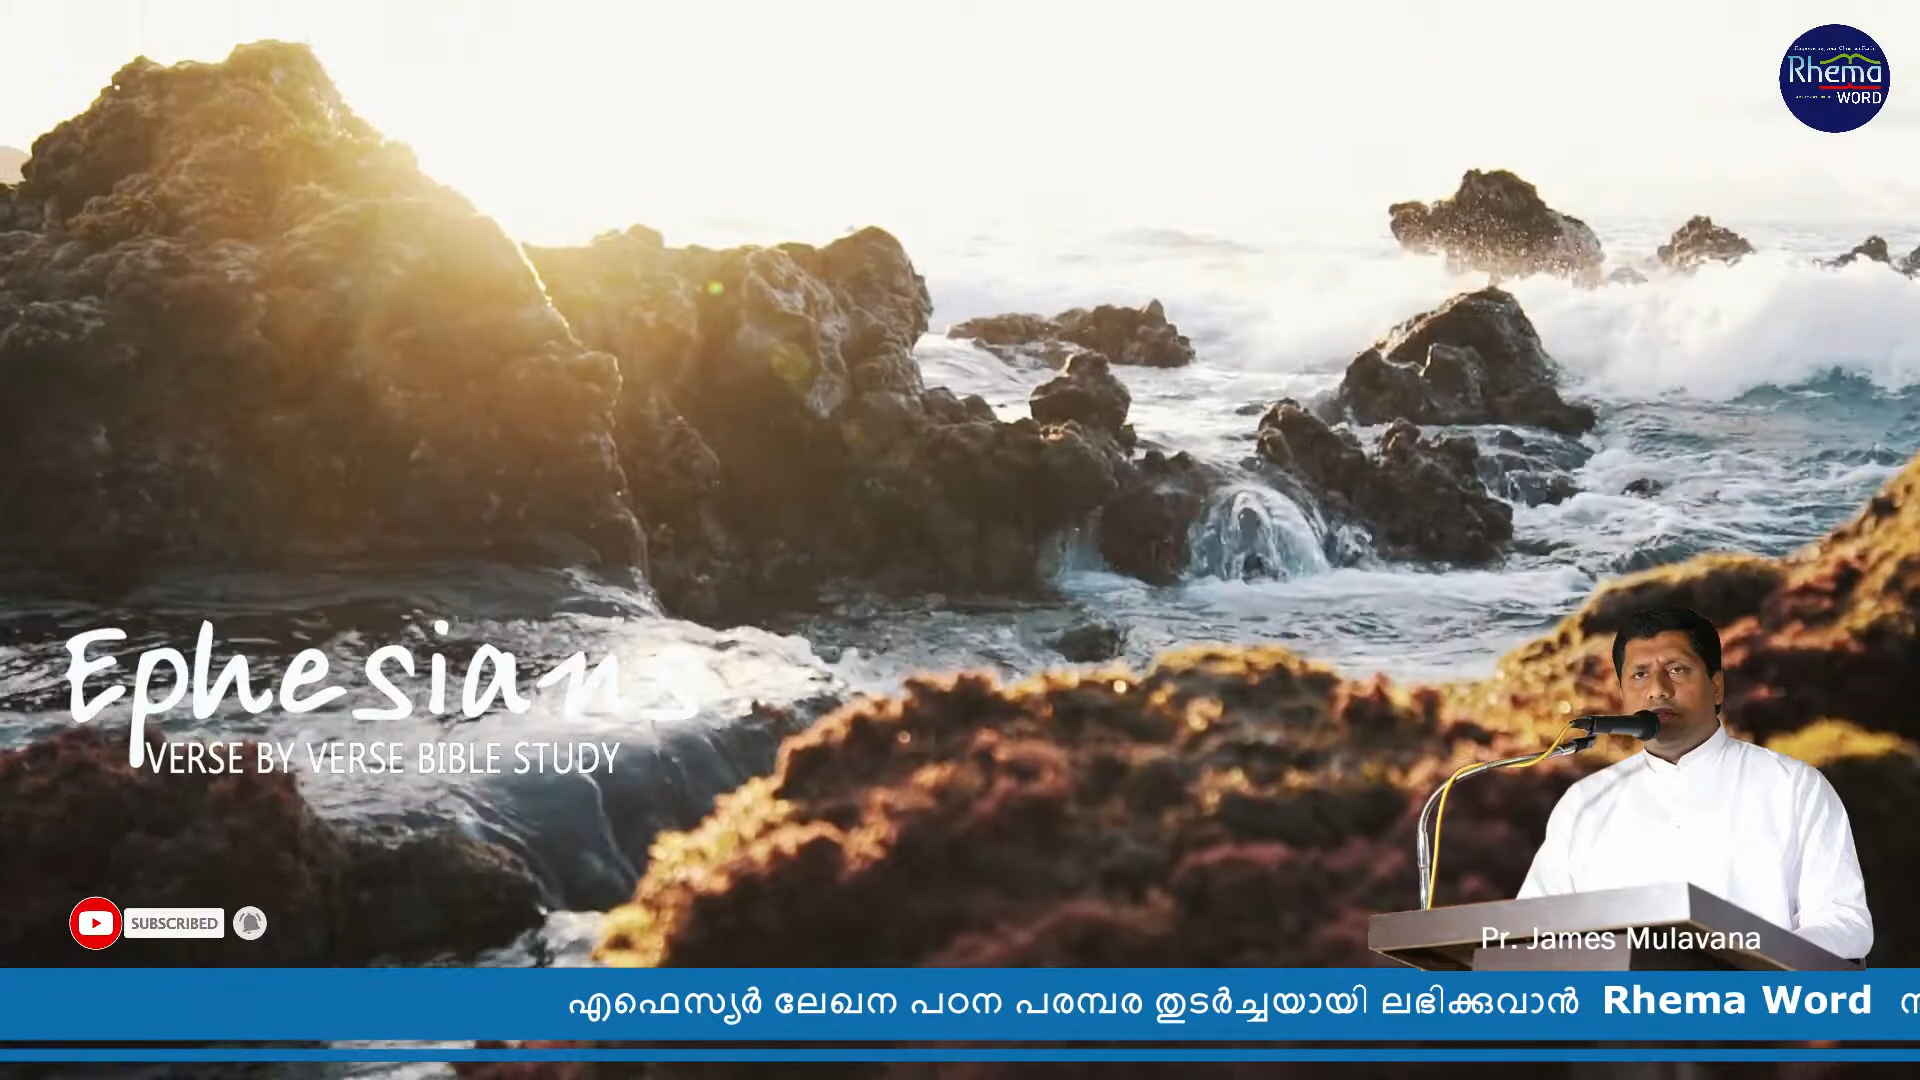 Rhema
WORD
Ephesians
VERSE BY VERSE BIBLE STUDY
SUBSCRIBED
Pr. James Mulavana
എഫെസ്യർ ലേഖന പഠന പരമ്പര തുടർച്ചയായി ലഭിക്കുവാൻ Rhema Word